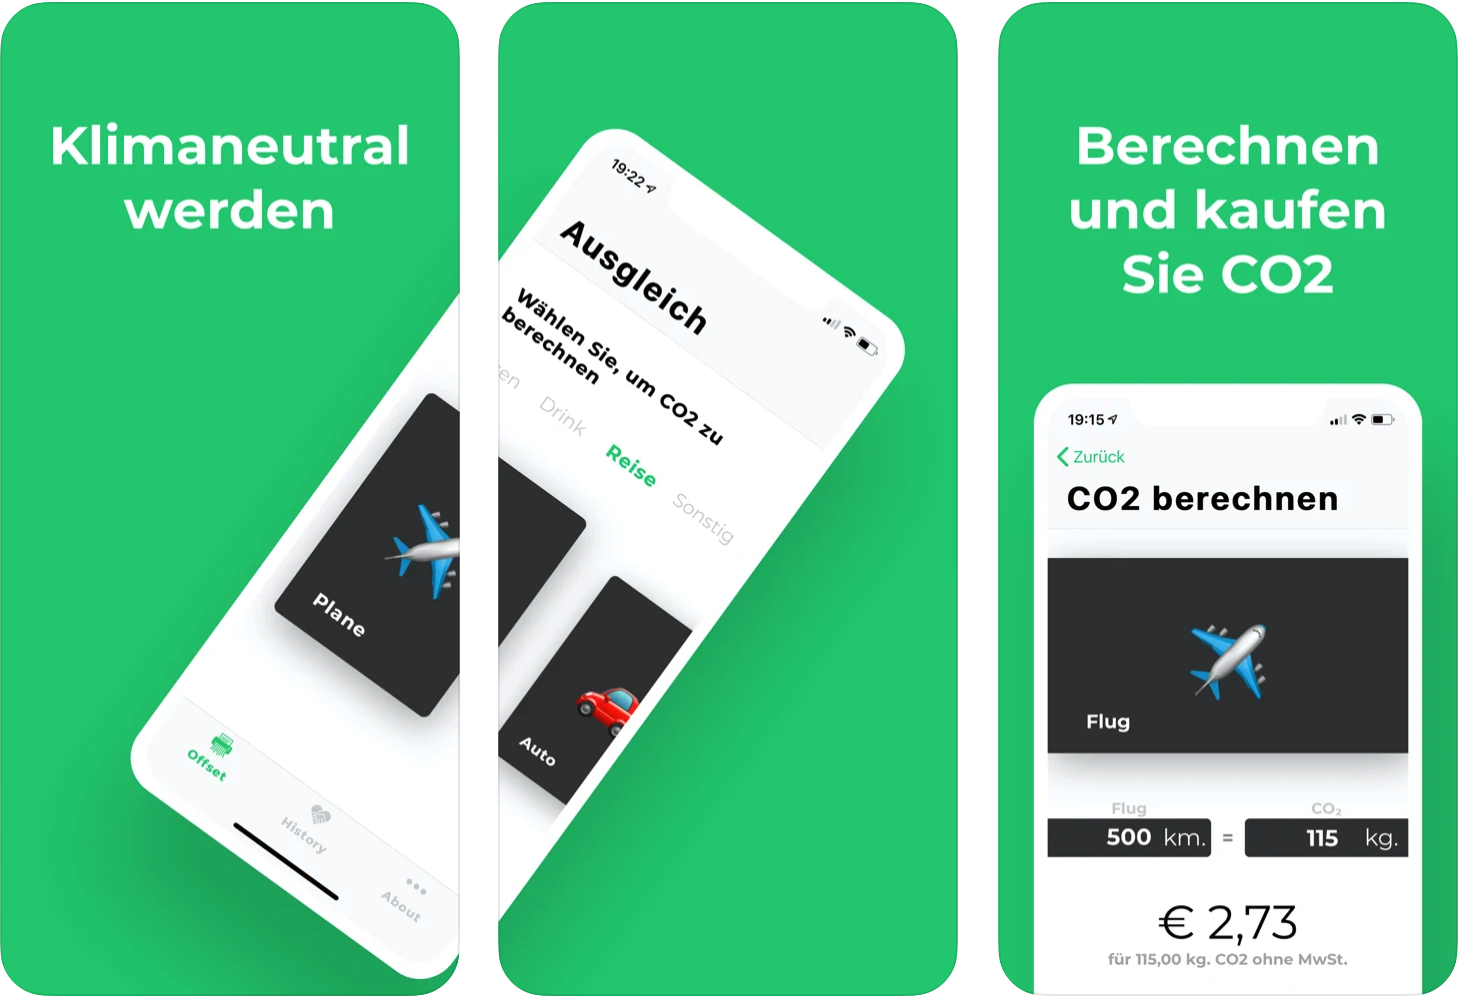 Klimaneutral
werden
Plane
Offset
History
About
19:22
Ausgleich
Wählen Sie, um CO2 zu
berechnen
Drink
Reise
Sonstig
Auto
Berechnen
und kaufen
Sie CO2
19:15
Zurück
CO2 berechnen
Flug
Flug CO₂
500 km. = 115 kg.
€ 2,73
für 115,00 kg. CO2 ohne MwSt.